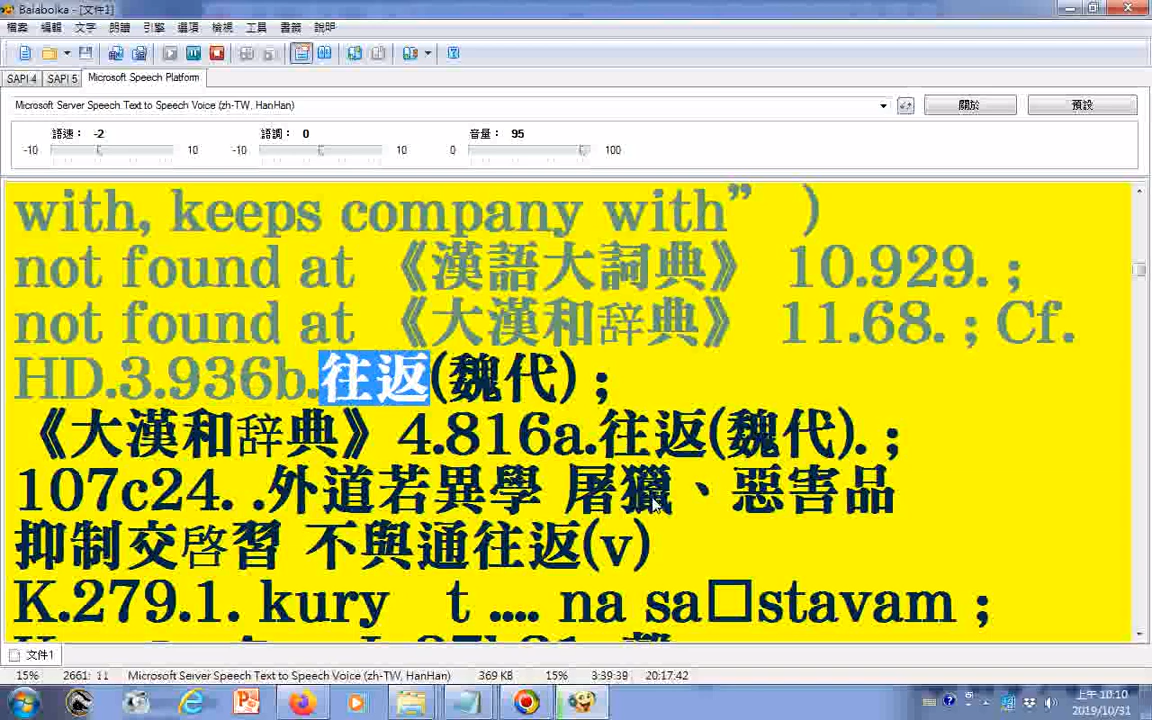 Balabolka - [文件1]
檔案 編輯 文字 朗讀 引擎 選項 檢視 工具 書籤 說明
SAPI 4 SAPI 5 Microsoft Speech Platform
Microsoft Server Speech Text to Speech Voice (zh-TW, HanHan) 關於 預設
語速： -2 語調： 0 音量： 95
-10 10 -10 10 0 100
with, keeps company with” )
not found at 《漢語大詞典》 10.929. ;
not found at 《大漢和辞典》 11.68. ; Cf.
HD.3.936b.往返(魏代) ;
《大漢和辞典》 4.816a.往返(魏代). ;
107c24. .外道若異學 屠獵、惡害品
抑制交啓習 不與通往返(v)
K.279.1. kury t .... na sa□stavam ;
文件1
15% 2661: 11 Microsoft Server Speech Text to Speech Voice (zh-TW, HanHan) 369 KB 15% 3:39:39 20:17:42
上午 10:10
2019/10/31